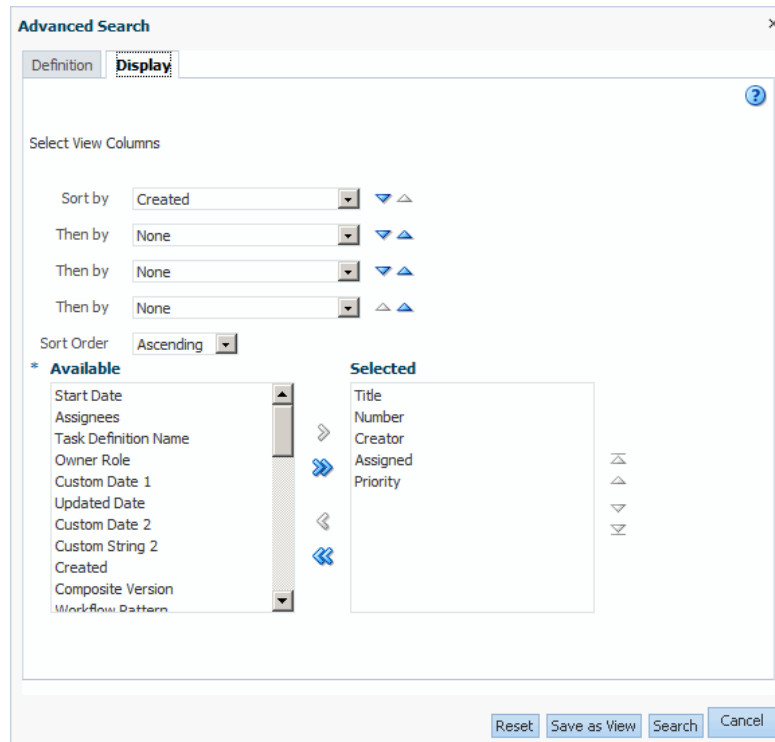 Advanced Search
Definition Display
Select View Columns
Sort by Created
Then by None
Then by None
Then by None
Sort Order Ascending
* Available
Start Date
Assignees
Task Definition Name
Owner Role
Custom Date 1
Updated Date
Custom Date 2
Custom String 2
Created
Composite Version
Workflow Pattern
Selected
Title
Number
Creator
Assigned
Priority
Reset Save as View Search Cancel